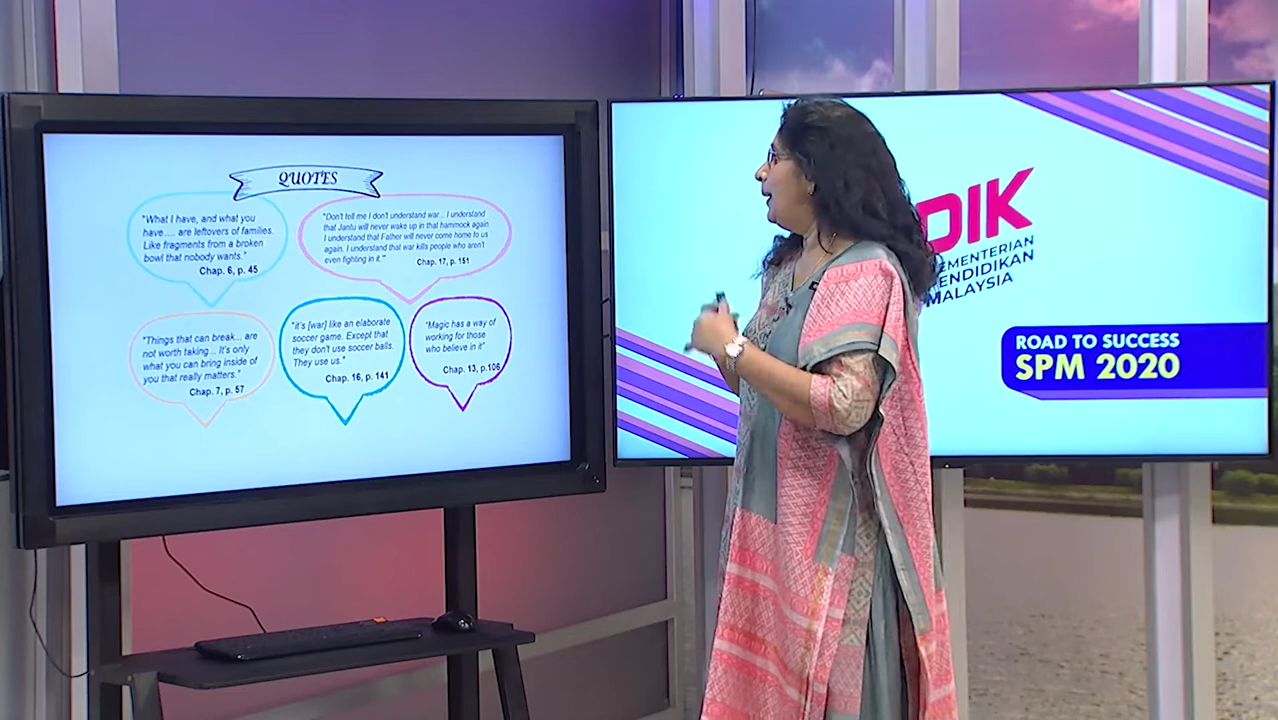 QUOTES
"What I have, and what you
have.... are leftovers of families.
Like fragments from a broken
bowl that nobody wants."
Chap. 6, p. 45
"Don't tell me I don't understand war... I understand
that Jantu will never wake up in that hammock again.
I understand that Father will never come home to us
again. I understand that war kills people who aren't
even fighting in it.'"
Chap. 17, p. 151
"Things that can break... are
not worth taking... It's only
what you can bring inside of
you that really matters."
Chap. 7, p. 57
"it's [war] like an elaborate
soccer game. Except that
they don't use soccer balls.
They use us."
Chap. 16, p. 141
"Magic has a way of
working for those
who believe in it"
Chap. 13, p.106
DIK
KEMENTERIAN
PENDIDIKAN
MALAYSIA
ROAD TO SUCCESS
SPM 2020